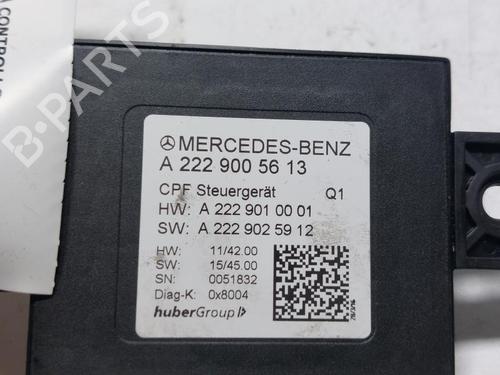 CONTROLLE
MERCEDES-BENZ
A 222 900 56 13
CPF Steuergerät Q1
HW: A 222 901 00 01
SW: A 222 902 59 12
HW: 11/42.00
SW: 15/45.00
SN: 0051832
Diag-K: 0x8004
huberGroup
B-PARTS